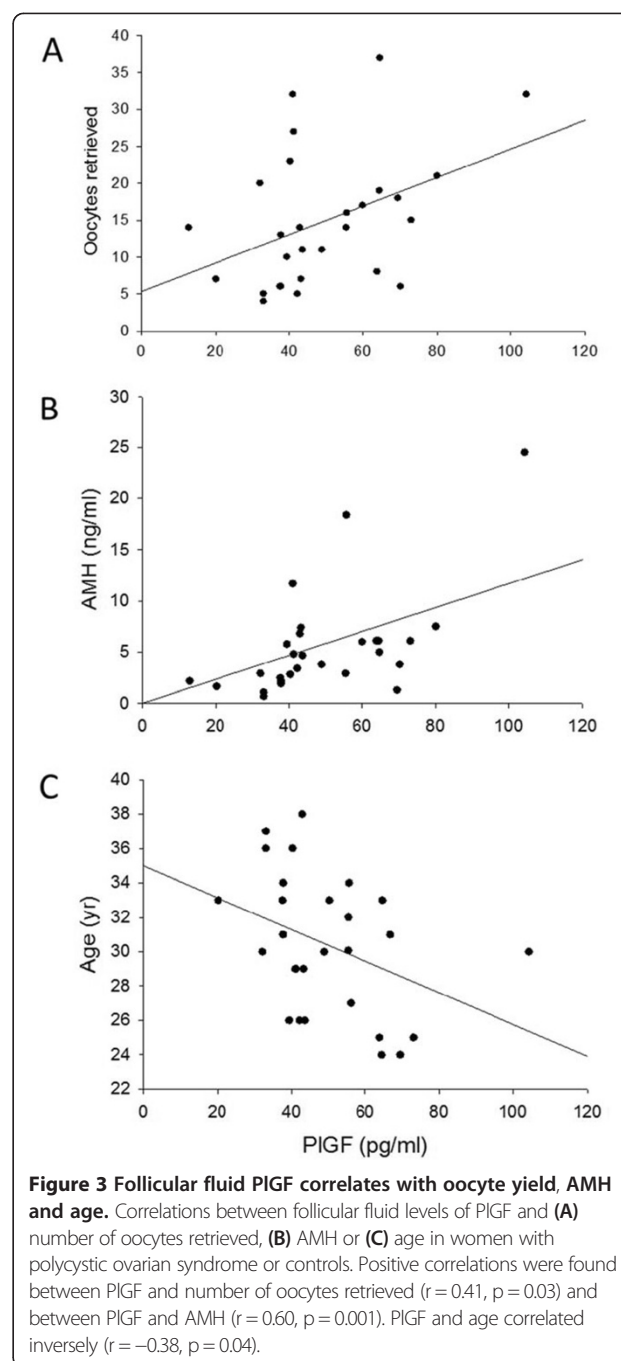 A
40
35
30
25
20
15
10
5
0
Oocytes retrieved
0 20 40 60 80 100 120
B
30
25
20
15
10
5
0
AMH (ng/ml)
0 20 40 60 80 100 120
C
40
38
36
34
32
30
28
26
24
22
Age (yr)
0 20 40 60 80 100 120
PlGF (pg/ml)
Figure 3 Follicular fluid PlGF correlates with oocyte yield, AMH
and age. Correlations between follicular fluid levels of PlGF and (A)
number of oocytes retrieved, (B) AMH or (C) age in women with
polycystic ovarian syndrome or controls. Positive correlations were found
between PlGF and number of oocytes retrieved (r = 0.41, p = 0.03) and
between PlGF and AMH (r = 0.60, p = 0.001). PlGF and age correlated
inversely (r = −0.38, p = 0.04).